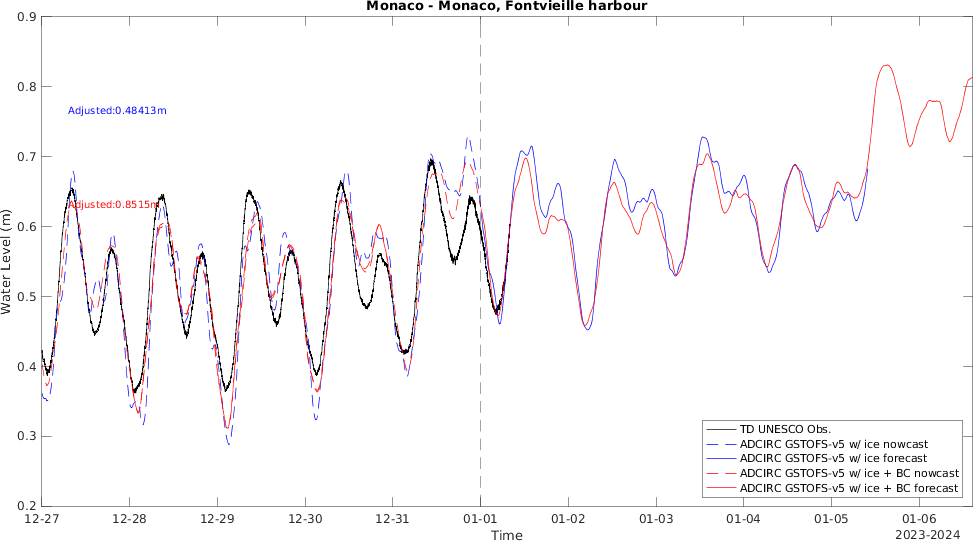 Monaco - Monaco, Fontvieille harbour
0.9
0.8
0.7
0.6
0.5
0.4
0.3
0.2
Water Level (m)
Adjusted:0.48413m
Adjusted:0.8515m
TD UNESCO Obs.
ADCIRC GSTOFS-v5 w/ ice nowcast
ADCIRC GSTOFS-v5 w/ ice forecast
ADCIRC GSTOFS-v5 w/ ice + BC nowcast
ADCIRC GSTOFS-v5 w/ ice + BC forecast
12-27 12-28 12-29 12-30 12-31 01-01 01-02 01-03 01-04 01-05 01-06
Time
2023-2024